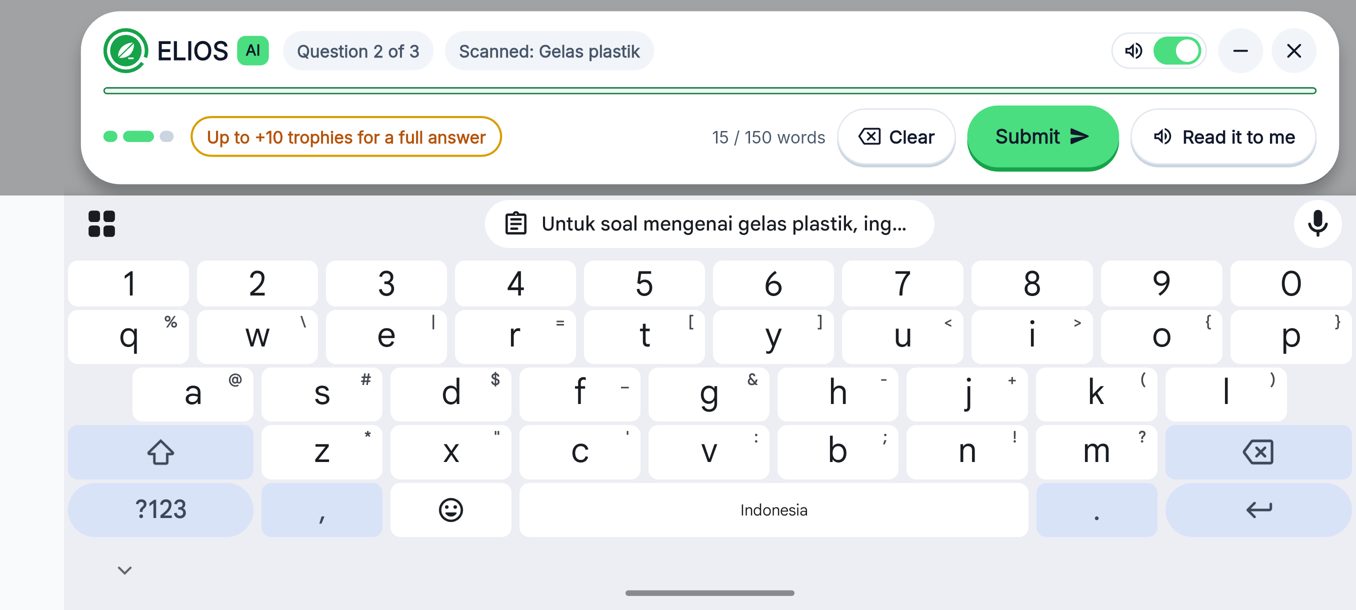 ELIOS AI Question 2 of 3 Scanned: Gelas plastik
Up to +10 trophies for a full answer 15 / 150 words Clear Submit Read it to me
Untuk soal mengenai gelas plastik, ing...
1 2 3 4 5 6 7 8 9 0
q % w \ e | r = t [ y ] u < i > o { p }
a @ s # d $ f _ g & h - j + k ( l )
z * x " c ' v : b ; n ! m ?
?123 , Indonesia .